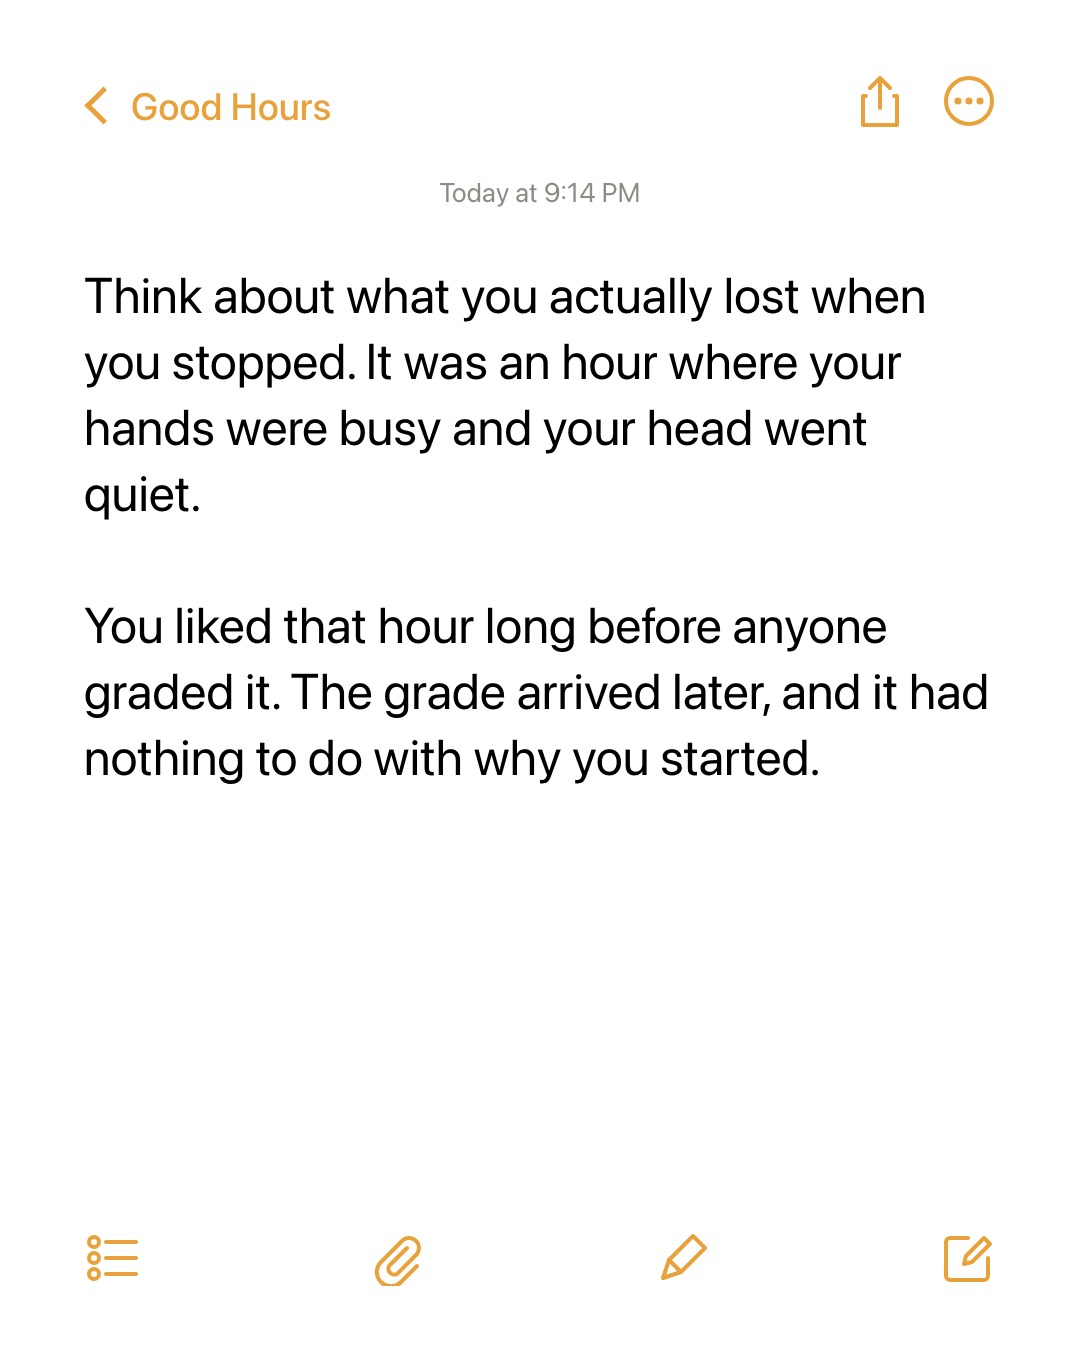 Good Hours
Today at 9:14 PM
Think about what you actually lost when
you stopped. It was an hour where your
hands were busy and your head went
quiet.
You liked that hour long before anyone
graded it. The grade arrived later, and it had
nothing to do with why you started.